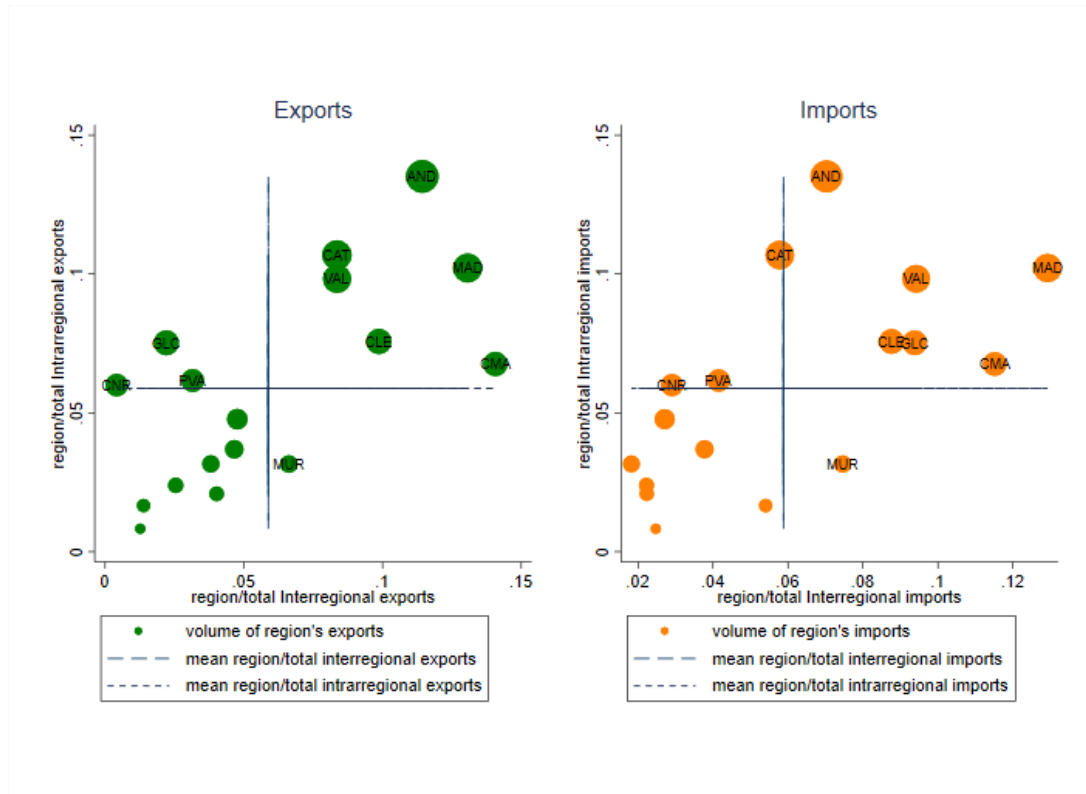 Exports
region/total Intrarregional exports
.15
.1
.05
0
AND
CAT
VAL
MAD
CLE
GLC
CMA
CNR
PVA
MUR
0 .05 .1 .15
region/total Interregional exports
volume of region's exports
mean region/total interregional exports
mean region/total intrarregional exports
Imports
region/total Intrarregional imports
.15
.1
.05
0
AND
CAT
MAD
VAL
CLE
GLC
CMA
CNR
PVA
MUR
.02 .04 .06 .08 .1 .12
region/total Interregional imports
volume of region's imports
mean region/total interregional imports
mean region/total intrarregional imports